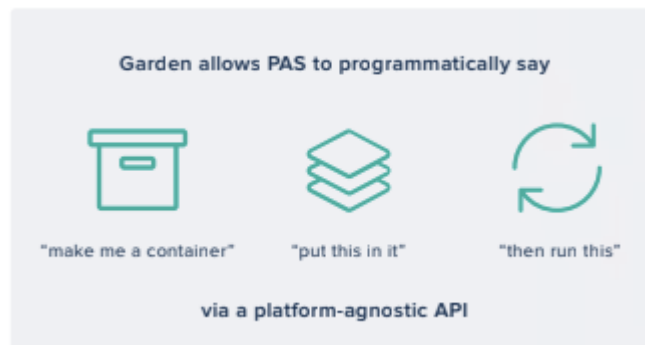 Garden allows PAS to programmatically say
“make me a container” “put this in it” “then run this”
via a platform-agnostic API